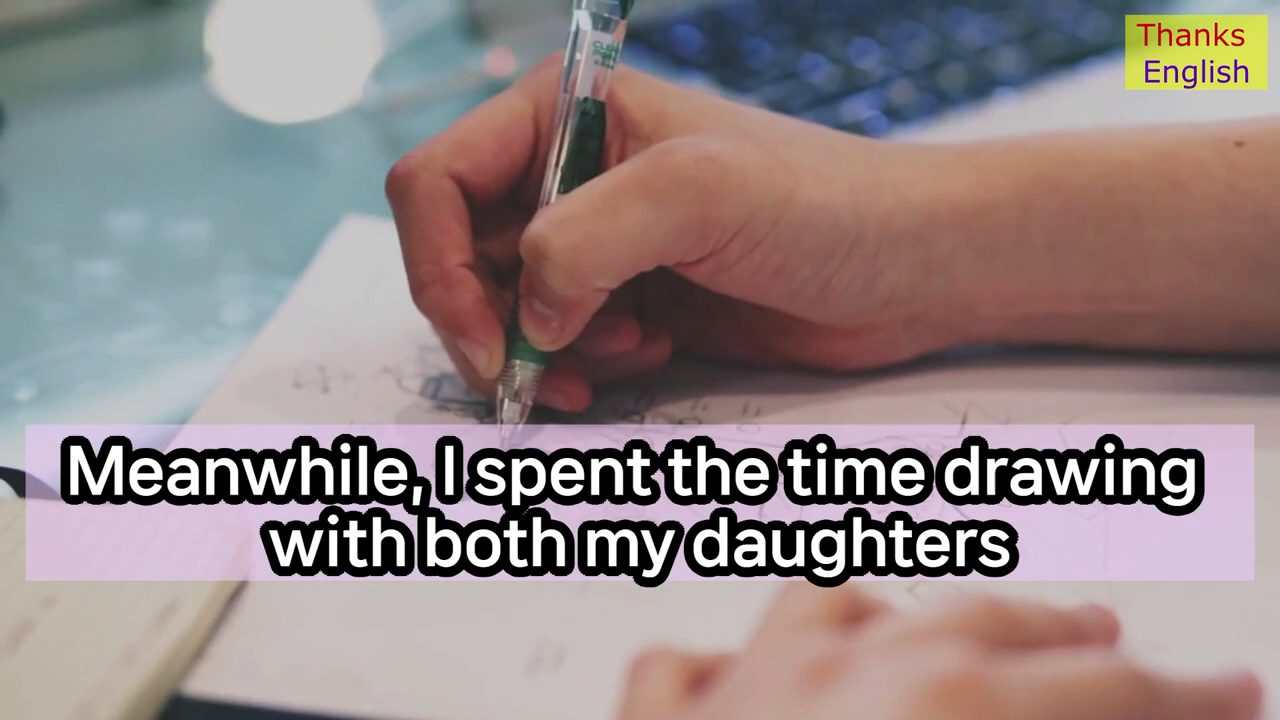 Thanks
English
Meanwhile, I spent the time drawing
with both my daughters